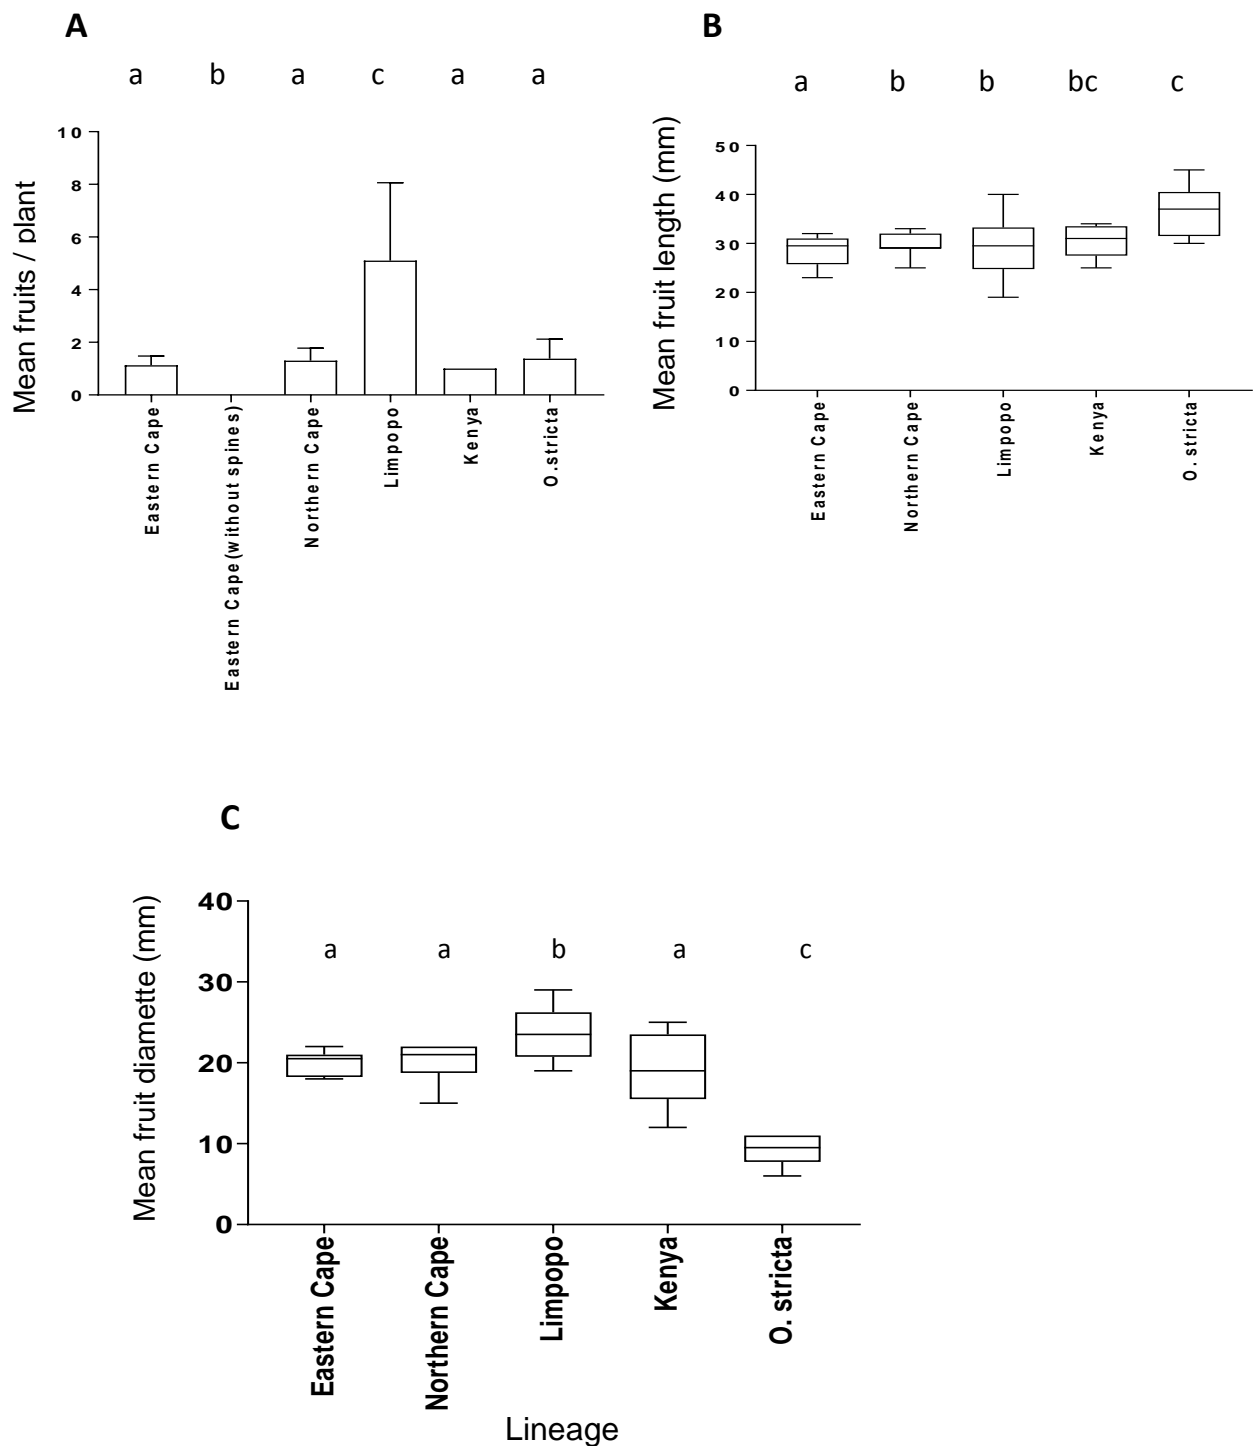 A
a b a c a a
Mean fruits / plant
10
8
6
4
2
0
Eastern Cape
Eastern Cape (without spines)
Northern Cape
Limpopo
Kenya
O.stricta
B
a b b bc c
Mean fruit length (mm)
50
40
30
20
10
0
Eastern Cape
Northern Cape
Limpopo
Kenya
O. stricta
C
a a b a c
Mean fruit diamette (mm)
40
30
20
10
0
Eastern Cape
Northern Cape
Limpopo
Kenya
O. stricta
Lineage